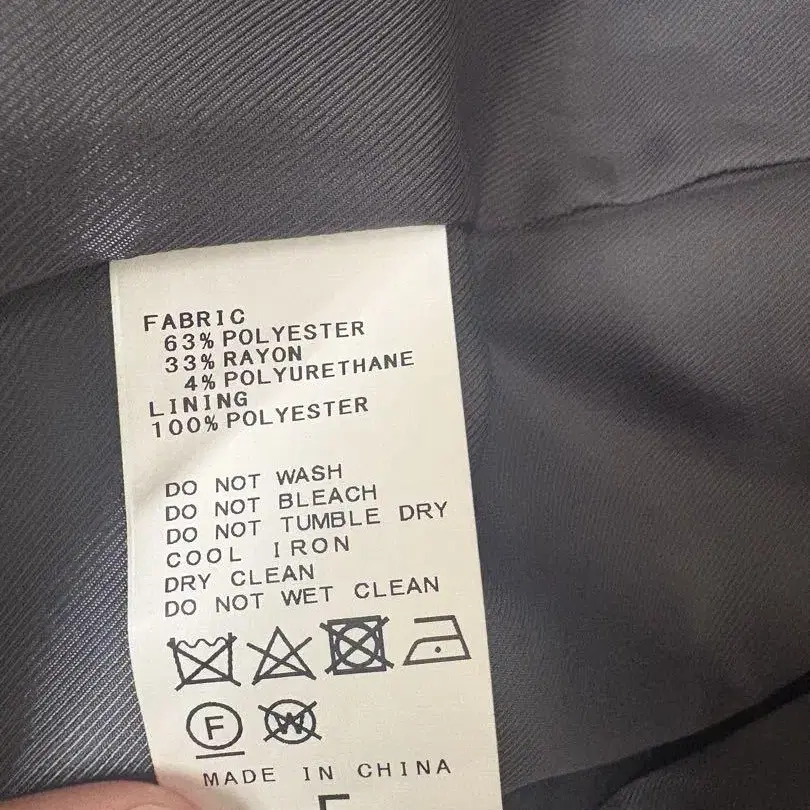 FABRIC
63% POLYESTER
33% RAYON
4% POLYURETHANE
LINING
100% POLYESTER
DO NOT WASH
DO NOT BLEACH
DO NOT TUMBLE DRY
COOL IRON
DRY CLEAN
DO NOT WET CLEAN
F W
MADE IN CHINA